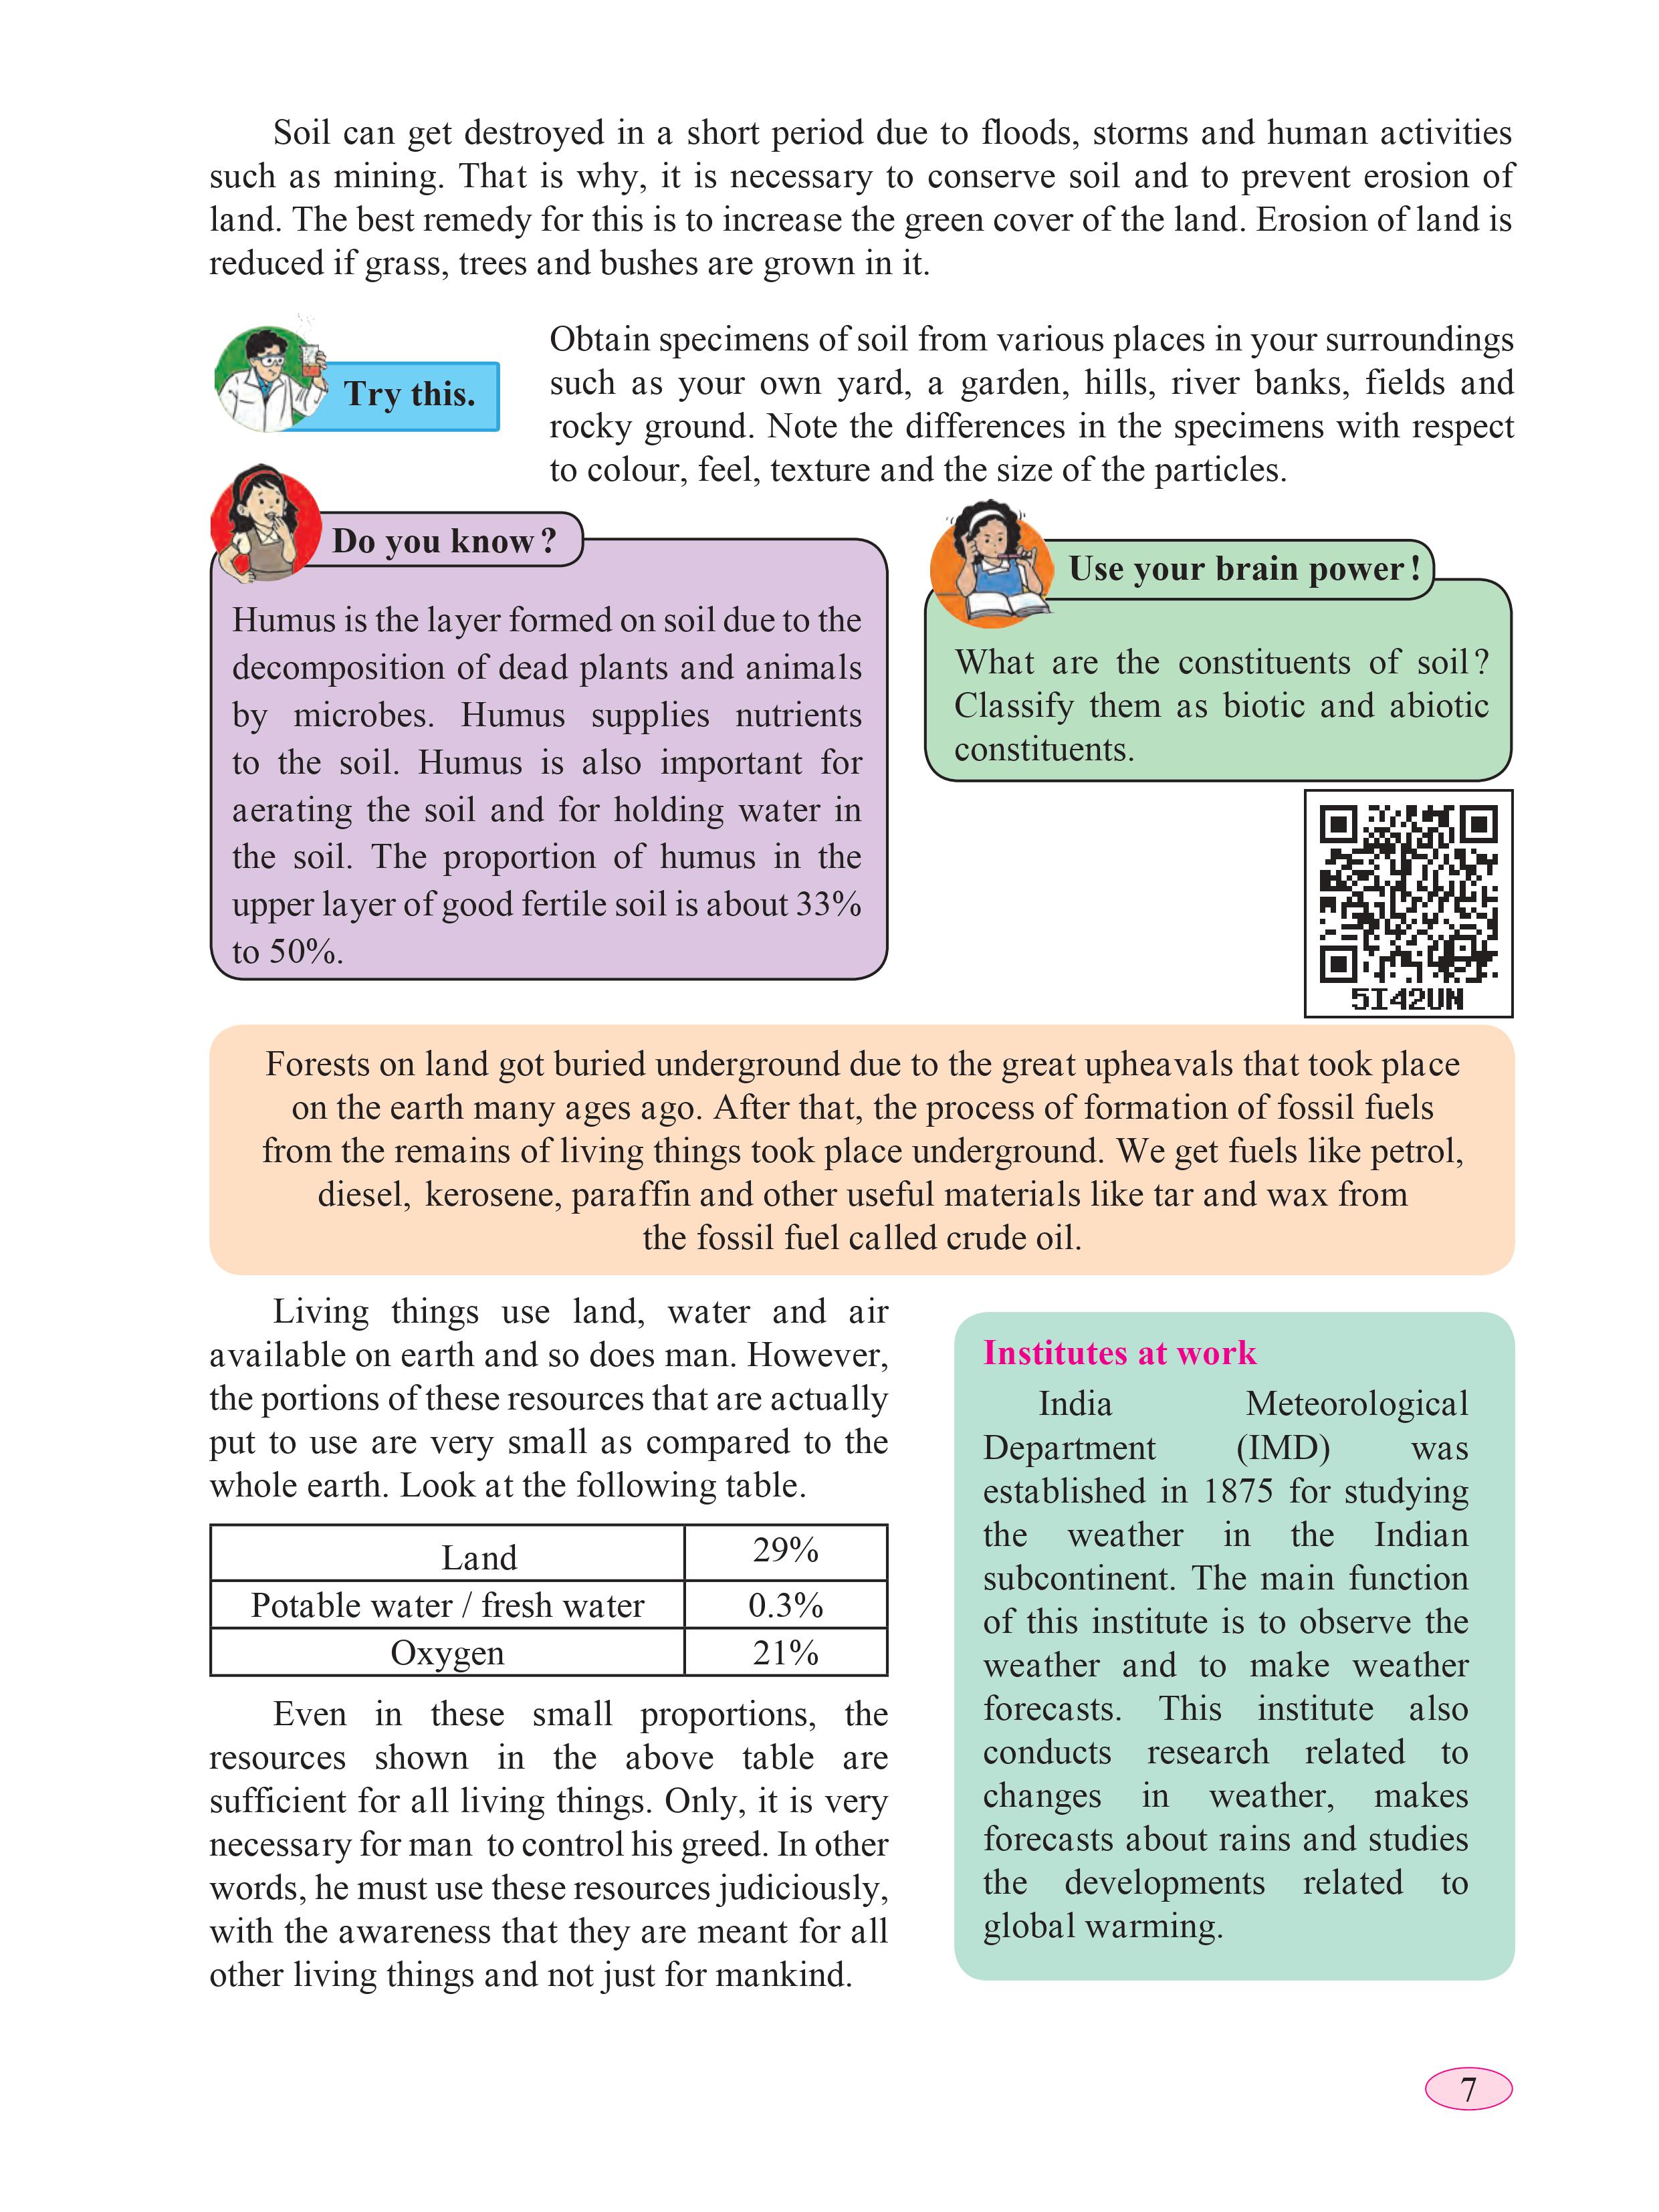 Soil can get destroyed in a short period due to floods, storms and human activities
such as mining. That is why, it is necessary to conserve soil and to prevent erosion of
land. The best remedy for this is to increase the green cover of the land. Erosion of land is
reduced if grass, trees and bushes are grown in it.
Try this.
Obtain specimens of soil from various places in your surroundings
such as your own yard, a garden, hills, river banks, fields and
rocky ground. Note the differences in the specimens with respect
to colour, feel, texture and the size of the particles.
Do you know ?
Humus is the layer formed on soil due to the
decomposition of dead plants and animals
by microbes. Humus supplies nutrients
to the soil. Humus is also important for
aerating the soil and for holding water in
the soil. The proportion of humus in the
upper layer of good fertile soil is about 33%
to 50%.
Use your brain power !
What are the constituents of soil ?
Classify them as biotic and abiotic
constituents.
5I42UN
Forests on land got buried underground due to the great upheavals that took place
on the earth many ages ago. After that, the process of formation of fossil fuels
from the remains of living things took place underground. We get fuels like petrol,
diesel, kerosene, paraffin and other useful materials like tar and wax from
the fossil fuel called crude oil.
Living things use land, water and air
available on earth and so does man. However,
the portions of these resources that are actually
put to use are very small as compared to the
whole earth. Look at the following table.
Land 29%
Potable water / fresh water 0.3%
Oxygen 21%
Even in these small proportions, the
resources shown in the above table are
sufficient for all living things. Only, it is very
necessary for man to control his greed. In other
words, he must use these resources judiciously,
with the awareness that they are meant for all
other living things and not just for mankind.
Institutes at work
India Meteorological
Department (IMD) was
established in 1875 for studying
the weather in the Indian
subcontinent. The main function
of this institute is to observe the
weather and to make weather
forecasts. This institute also
conducts research related to
changes in weather, makes
forecasts about rains and studies
the developments related to
global warming.
7